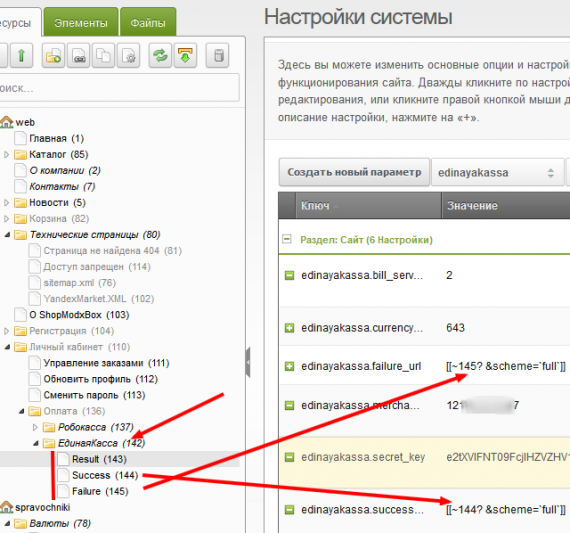 есурсы
Элементы
Файлы
Настройки системы
оиск...
web
Главная (1)
Каталог (85)
О компании (2)
Контакты (7)
Новости (5)
Корзина (82)
Технические страницы (80)
Страница не найдена 404 (81)
Доступ запрещен (114)
sitemap.xml (76)
YandexMarket.XML (102)
О ShopModxBox (103)
Регистрация (104)
Личный кабинет (110)
Управление заказами (111)
Обновить профиль (112)
Сменить пароль (113)
Оплата (136)
Робокасса (137)
ЕдинаяКасса (142)
Result (143)
Success (144)
Failure (145)
spravochniki
Валюты (78)
Здесь вы можете изменить основные опции и настрой
функционирования сайта. Дважды кликните по настрой
редактирования, или кликните правой кнопкой мыши д
описание настройки, нажмите на «+».
Создать новый параметр
edinayakassa
Ключ
Значение
Раздел: Сайт (6 Настройки)
edinayakassa.bill_serv...
2
edinayakassa.currency...
643
edinayakassa.failure_url
[[~145? &scheme=`full`]]
edinayakassa.mercha...
edinayakassa.secret_key
edinayakassa.success...
[[~144? &scheme=`full`]]